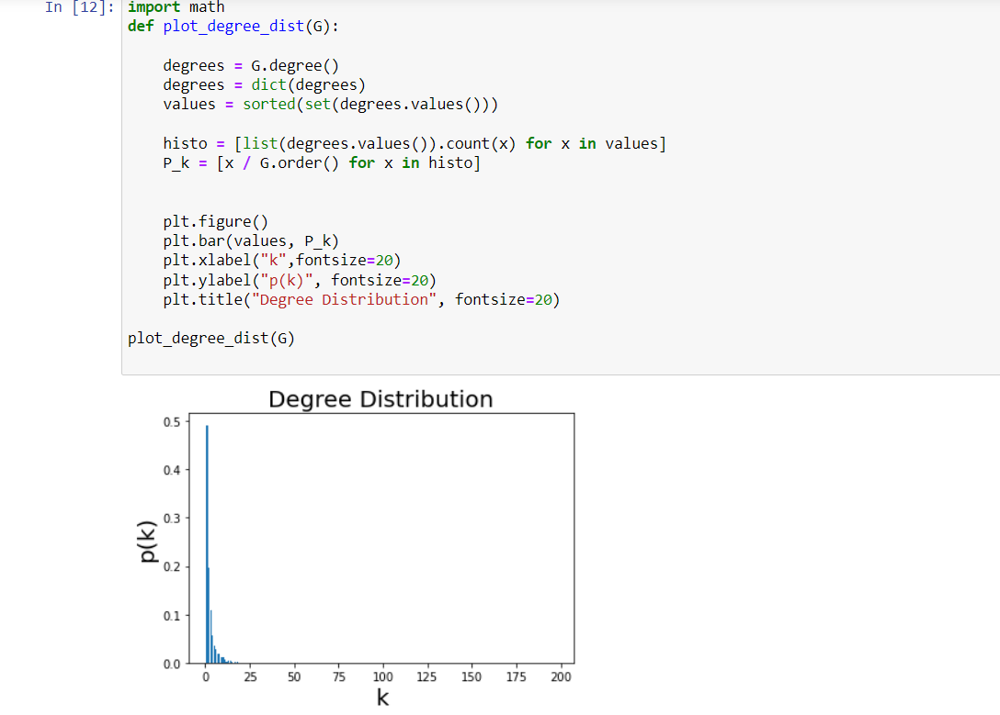 In [12]: import math
def plot_degree_dist(G):
degrees = G.degree()
degrees = dict(degrees)
values = sorted(set(degrees.values()))
histo = [list(degrees.values()).count(x) for x in values]
P_k = [x / G.order() for x in histo]
plt.figure()
plt.bar(values, P_k)
plt.xlabel("k",fontsize=20)
plt.ylabel("p(k)", fontsize=20)
plt.title("Degree Distribution", fontsize=20)
plot_degree_dist(G)
Degree Distribution
0.5
0.4
0.3
0.2
0.1
0.0
p(k)
0 25 50 75 100 125 150 175 200
k